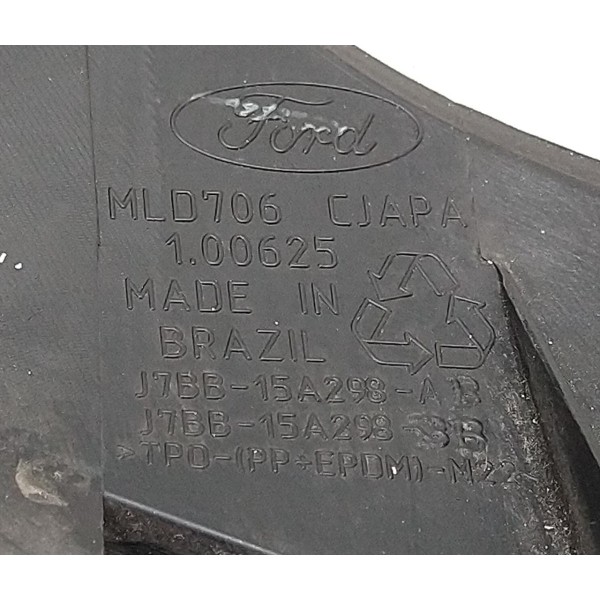 Ford
MLD706 CJAPA
1.00625
MADE IN
BRAZIL
J7BB-15A298-AB
J7BB-15A298-BB
>TPO-(PP+EPDM)-M22<